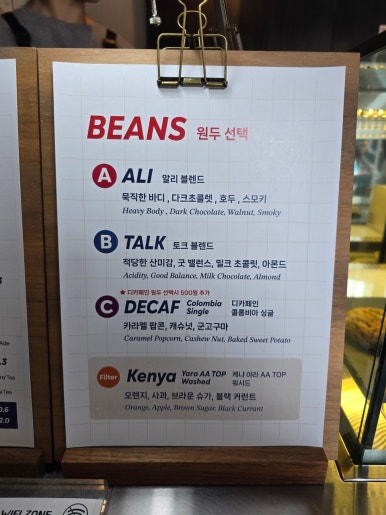 BEANS 원두 선택
A ALI 알리 블렌드
묵직한 바디 , 다크초콜렛 , 호두 , 스모키
Heavy Body , Dark Chocolate, Walnut, Smoky
B TALK 토크 블렌드
적당한 산미감, 굿 밸런스, 밀크 초콜릿, 아몬드
Acidity, Good Balance, Milk Chocolate, Almond
★ 디카페인 원두 선택시 500원 추가
C DECAF Colombia Single 디카페인 콜롬비아 싱글
카라멜 팝콘, 캐슈넛, 군고구마
Caramel Popcorn, Cashew Nut, Baked Sweet Potato
Filter Kenya Yara AA TOP Washed 케냐 야라 AA TOP 워시드
오렌지, 사과, 브라운 슈가, 블랙 커런트
Orange, Apple, Brown Sugar, Black Currant
WIFI ZONE